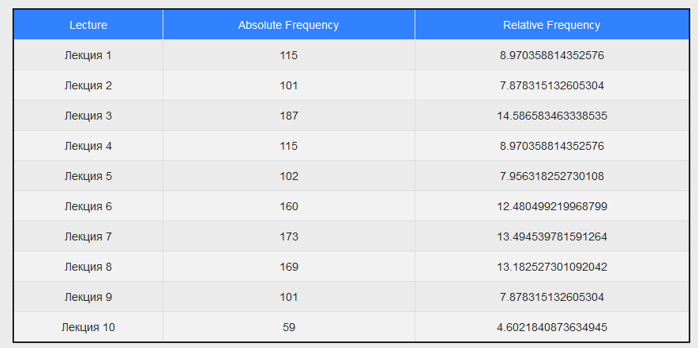 Lecture Absolute Frequency Relative Frequency
Лекция 1 115 8.970358814352576
Лекция 2 101 7.878315132605304
Лекция 3 187 14.586583463338535
Лекция 4 115 8.970358814352576
Лекция 5 102 7.956318252730108
Лекция 6 160 12.480499219968799
Лекция 7 173 13.494539781591264
Лекция 8 169 13.182527301092042
Лекция 9 101 7.878315132605304
Лекция 10 59 4.6021840873634945